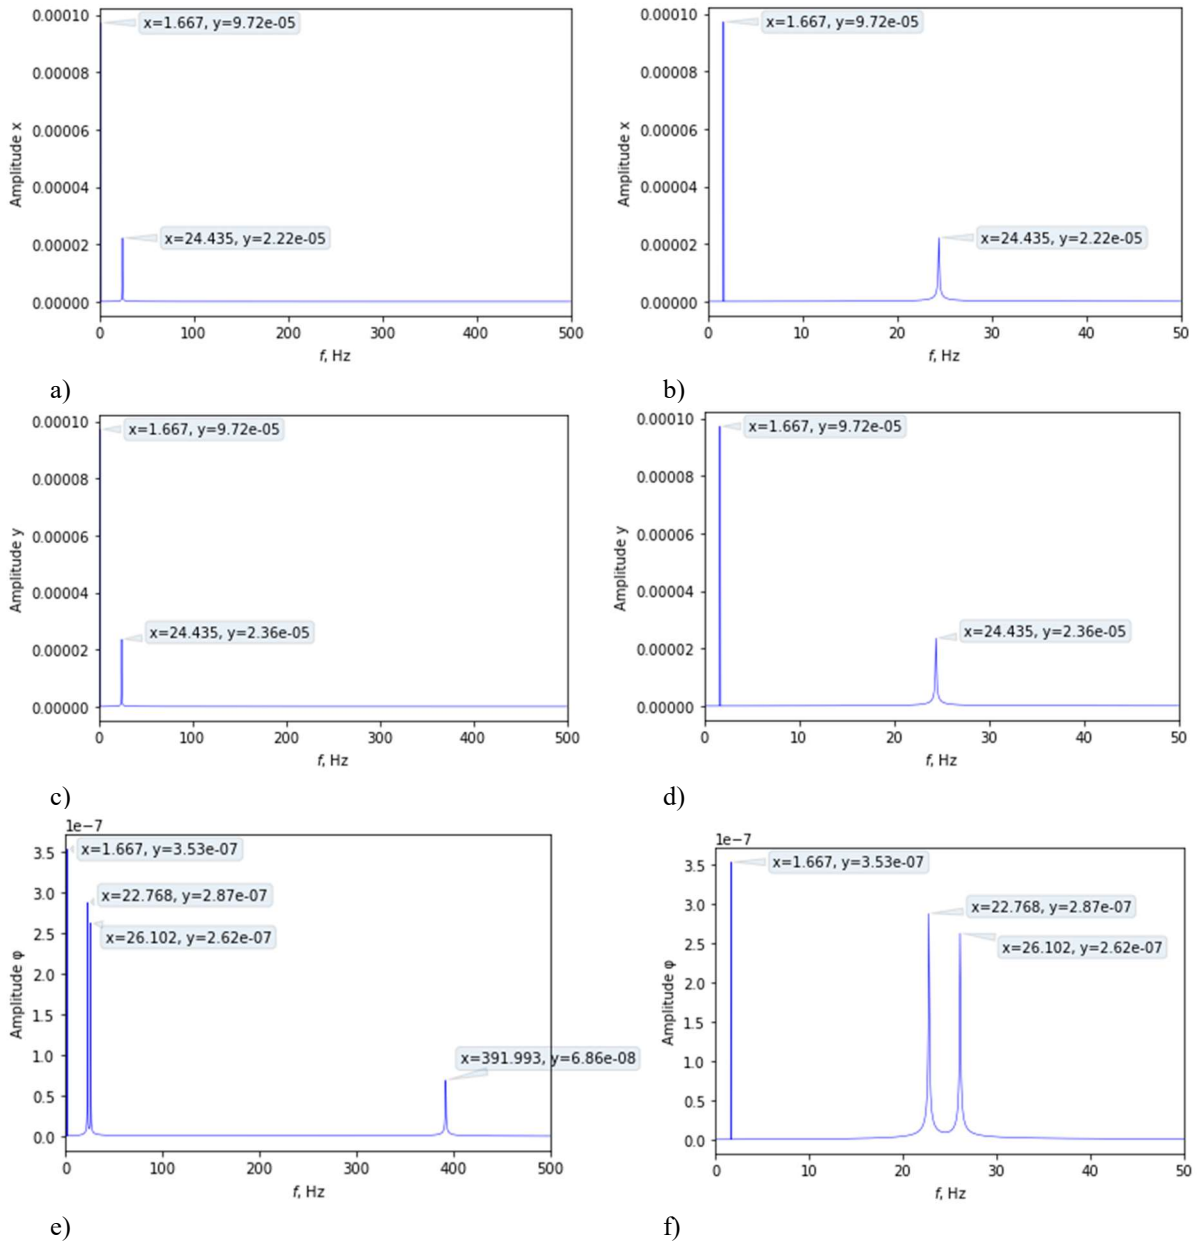 0.00010
0.00008
0.00006
0.00004
0.00002
0.00000
Amplitude x
x=1.667, y=9.72e-05
x=24.435, y=2.22e-05
0 100 200 300 400 500
f, Hz
a)
0.00010
0.00008
0.00006
0.00004
0.00002
0.00000
Amplitude x
x=1.667, y=9.72e-05
x=24.435, y=2.22e-05
0 10 20 30 40 50
f, Hz
b)
0.00010
0.00008
0.00006
0.00004
0.00002
0.00000
Amplitude y
x=1.667, y=9.72e-05
x=24.435, y=2.36e-05
0 100 200 300 400 500
f, Hz
c)
0.00010
0.00008
0.00006
0.00004
0.00002
0.00000
Amplitude y
x=1.667, y=9.72e-05
x=24.435, y=2.36e-05
0 10 20 30 40 50
f, Hz
d)
1e−7
3.5
3.0
2.5
2.0
1.5
1.0
0.5
0.0
Amplitude φ
x=1.667, y=3.53e-07
x=22.768, y=2.87e-07
x=26.102, y=2.62e-07
x=391.993, y=6.86e-08
0 100 200 300 400 500
f, Hz
e)
1e−7
3.5
3.0
2.5
2.0
1.5
1.0
0.5
0.0
Amplitude φ
x=1.667, y=3.53e-07
x=22.768, y=2.87e-07
x=26.102, y=2.62e-07
0 10 20 30 40 50
f, Hz
f)